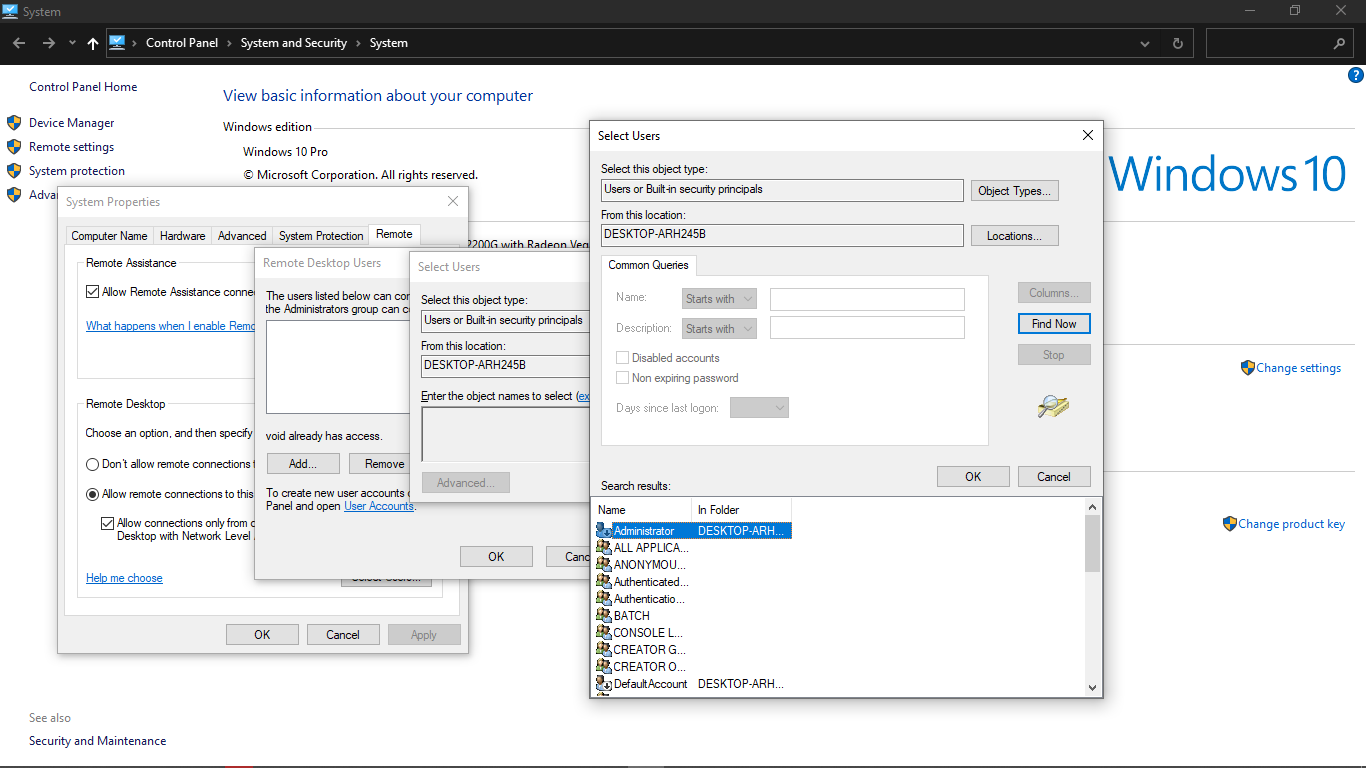 System
Control Panel > System and Security > System
Control Panel Home
Device Manager
Remote settings
System protection
Adva
View basic information about your computer
Windows edition
Windows 10 Pro
© Microsoft Corporation. All rights reserved.
Windows 10
2200G with Radeon Veg
Change settings
Change product key
See also
Security and Maintenance
System Properties
Computer Name
Hardware
Advanced
System Protection
Remote
Remote Assistance
Allow Remote Assistance conne
What happens when I enable Remo
Remote Desktop
Choose an option, and then specify
Don't allow remote connections t
Allow remote connections to this
Allow connections only from c
Desktop with Network Level
Help me choose
Select Users...
OK
Cancel
Apply
Remote Desktop Users
The users listed below can con
the Administrators group can c
void already has access.
Add...
Remove
To create new user accounts o
Panel and open User Accounts.
OK
Canc
Select Users
Select this object type:
Users or Built-in security principals
From this location:
DESKTOP-ARH245B
Enter the object names to select (ex
Advanced...
Select Users
Select this object type:
Users or Built-in security principals
Object Types...
From this location:
DESKTOP-ARH245B
Locations...
Common Queries
Name:
Starts with
Description:
Starts with
Disabled accounts
Non expiring password
Days since last logon:
Columns...
Find Now
Stop
OK
Cancel
Search results:
Name In Folder
Administrator DESKTOP-ARH...
ALL APPLICA...
ANONYMOU...
Authenticated...
Authenticatio...
BATCH
CONSOLE L...
CREATOR G...
CREATOR O...
DefaultAccount DESKTOP-ARH...